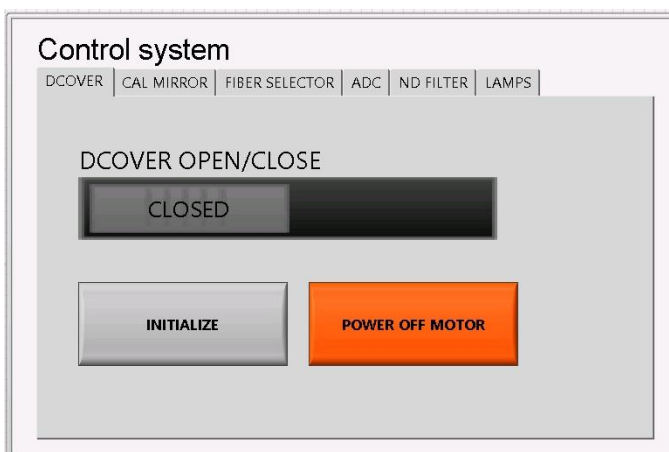 Control system
DCOVER CAL MIRROR FIBER SELECTOR ADC ND FILTER LAMPS
DCOVER OPEN/CLOSE
CLOSED
INITIALIZE POWER OFF MOTOR